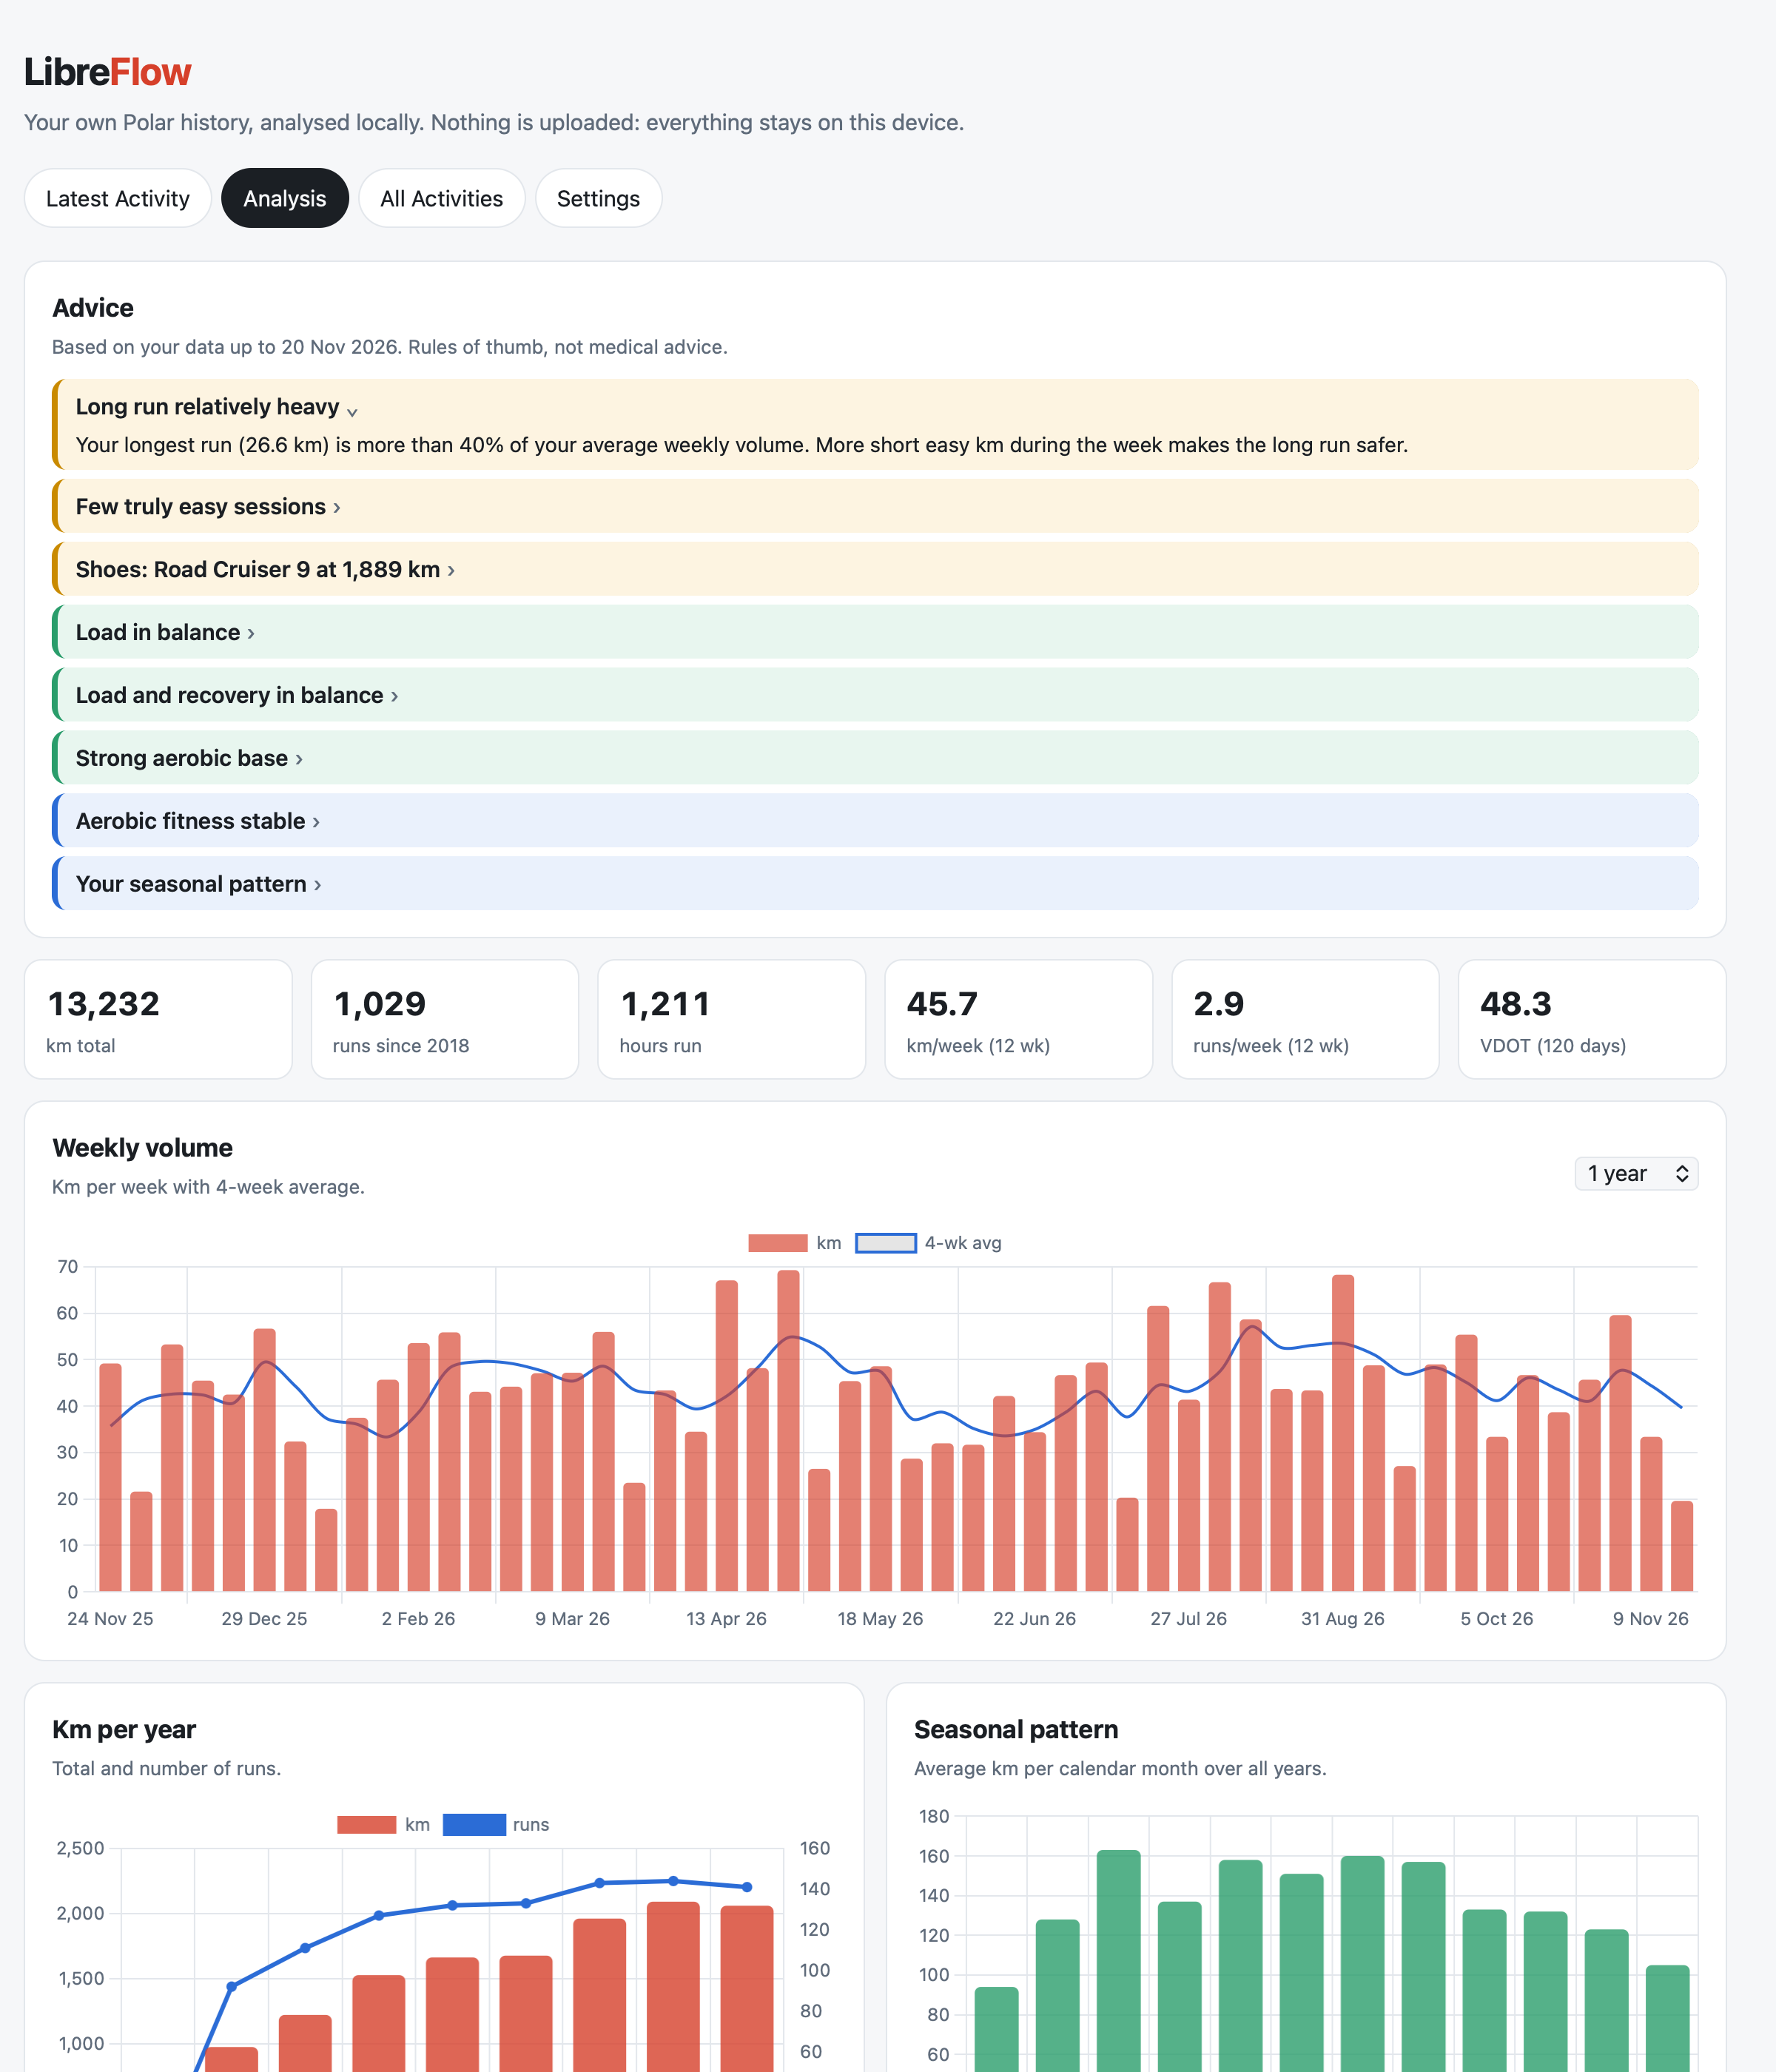 LibreFlow
Your own Polar history, analysed locally. Nothing is uploaded: everything stays on this device.
Latest Activity
Analysis
All Activities
Settings
Advice
Based on your data up to 20 Nov 2026. Rules of thumb, not medical advice.
Long run relatively heavy
Your longest run (26.6 km) is more than 40% of your average weekly volume. More short easy km during the week makes the long run safer.
Few truly easy sessions ›
Shoes: Road Cruiser 9 at 1,889 km ›
Load in balance ›
Load and recovery in balance ›
Strong aerobic base ›
Aerobic fitness stable ›
Your seasonal pattern ›
13,232
km total
1,029
runs since 2018
1,211
hours run
45.7
km/week (12 wk)
2.9
runs/week (12 wk)
48.3
VDOT (120 days)
Weekly volume
Km per week with 4-week average.
1 year
km
4-wk avg
70
60
50
40
30
20
10
0
24 Nov 25
29 Dec 25
2 Feb 26
9 Mar 26
13 Apr 26
18 May 26
22 Jun 26
27 Jul 26
31 Aug 26
5 Oct 26
9 Nov 26
Km per year
Total and number of runs.
km
runs
2,500
2,000
1,500
1,000
160
140
120
100
80
60
Seasonal pattern
Average km per calendar month over all years.
180
160
140
120
100
80
60